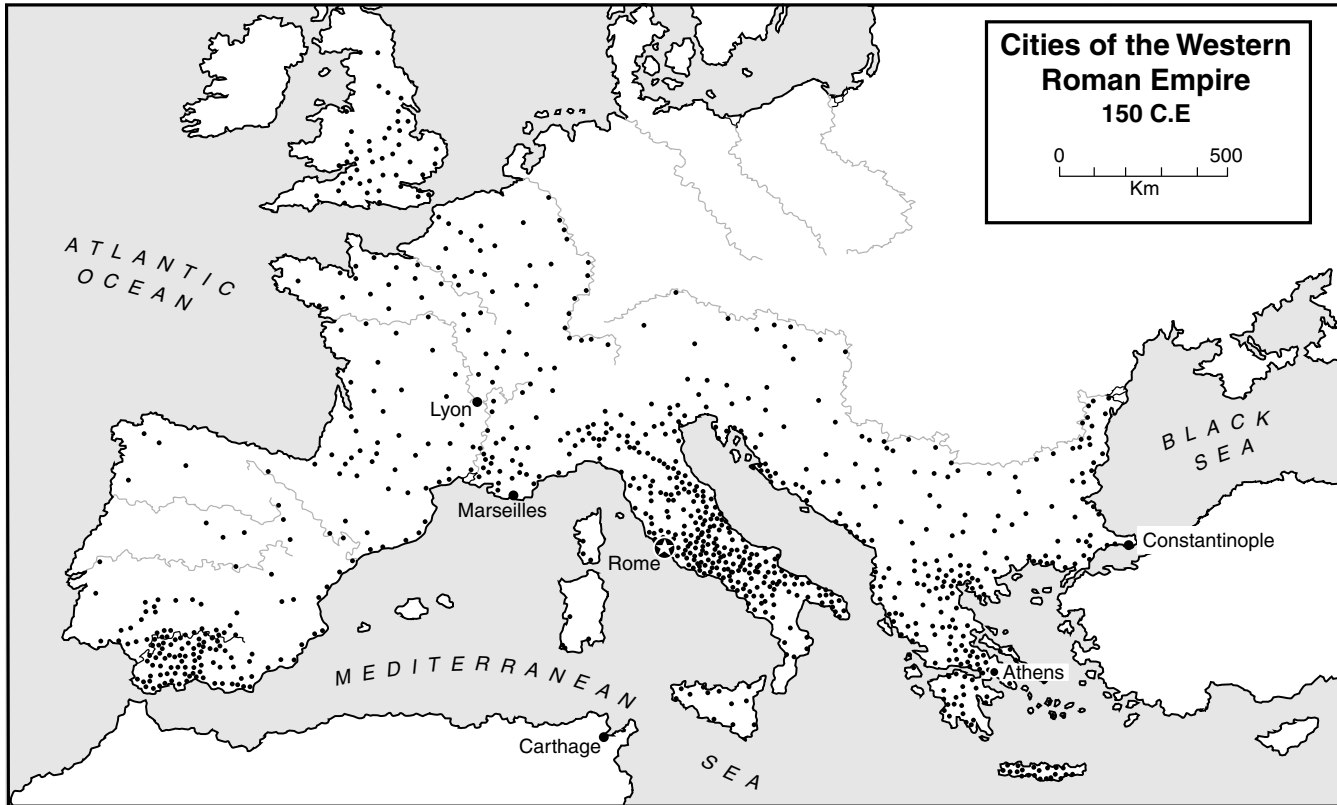 Cities of the Western
Roman Empire
150 C.E
0 500
Km
ATLANTIC
OCEAN
BLACK
SEA
Lyon
Marseilles
Rome
Constantinople
Athens
MEDITERRANEAN
SEA
Carthage